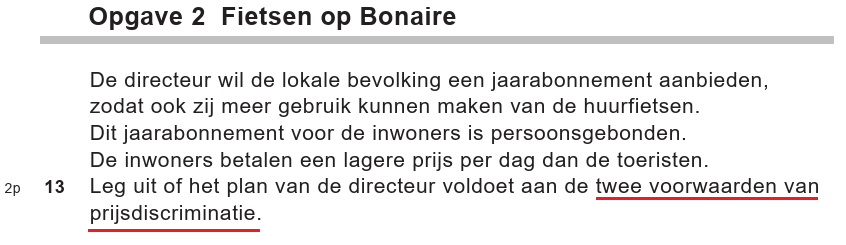 Opgave 2 Fietsen op Bonaire
De directeur wil de lokale bevolking een jaarabonnement aanbieden,
zodat ook zij meer gebruik kunnen maken van de huurfietsen.
Dit jaarabonnement voor de inwoners is persoonsgebonden.
De inwoners betalen een lagere prijs per dag dan de toeristen.
2p 13 Leg uit of het plan van de directeur voldoet aan de twee voorwaarden van
prijsdiscriminatie.